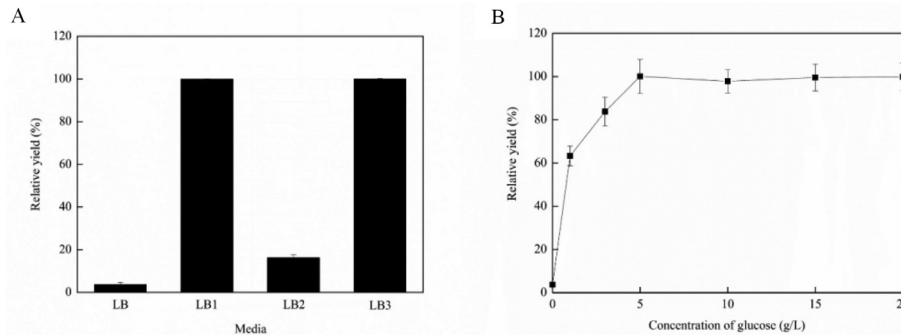 A
120
100
80
60
40
20
0
Relative yield (%)
LB LB1 LB2 LB3
Media
B
120
100
80
60
40
20
0
Relative yield (%)
0 5 10 15
Concentration of glucose (g/L)